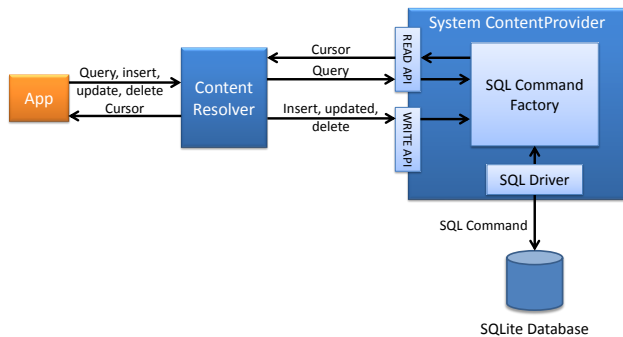 System ContentProvider
App
Query, insert,
update, delete
Cursor
Content
Resolver
Cursor
Query
Insert, updated,
delete
READ API
WRITE API
SQL Command
Factory
SQL Driver
SQL Command
SQLite Database